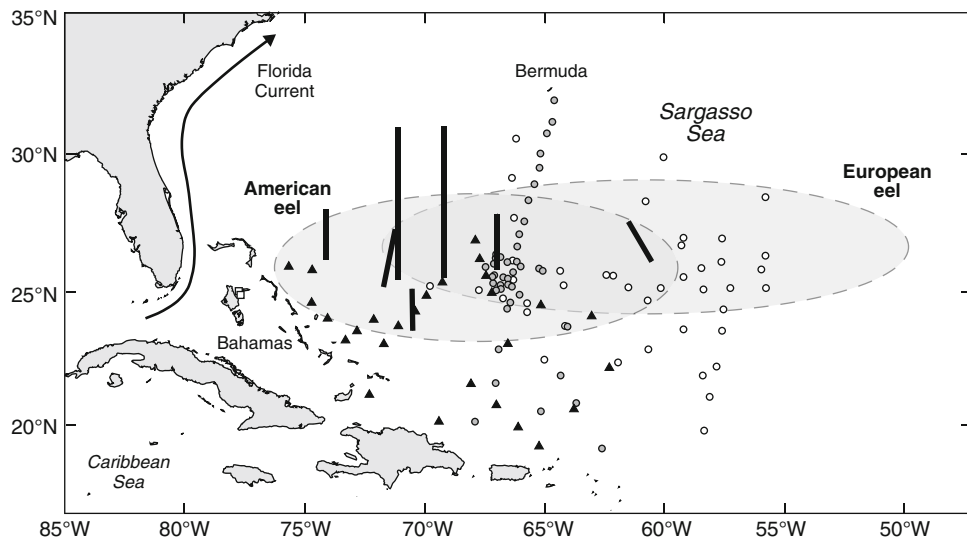 35°N
Florida
Current
Bermuda
Sargasso
Sea
30°N
American
eel
European
eel
25°N
Bahamas
20°N
Caribbean
Sea
85°W
80°W
75°W
70°W
65°W
60°W
55°W
50°W